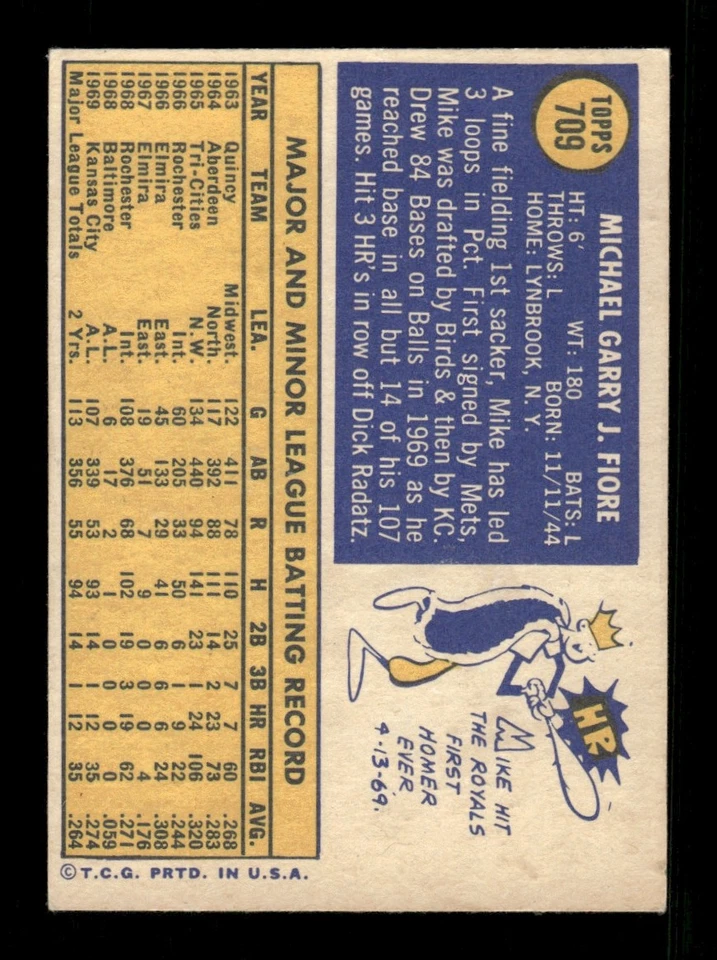 TOPPS
709
MICHAEL GARRY J. FIORE
HT: 6' WT: 180 BATS: L
THROWS: L BORN: 11/11/44
HOME: LYNBROOK, N. Y.
A fine fielding 1st sacker, Mike has led
3 loops in Pct. First signed by Mets,
Mike was drafted by Birds & then by KC.
Drew 84 Bases on Balls in 1969 as he
reached base in all but 14 of his 107
games. Hit 3 HR's in row off Dick Radatz.
HR
MIKE HIT
THE ROYALS
FIRST
HOMER
EVER
4-13-69.
MAJOR AND MINOR LEAGUE BATTING RECORD
YEAR TEAM LEA. G AB R H 2B 3B HR RBI AVG.
1963 Quincy Midwest. 122 411 78 110 25 7 7 60 .268
1964 Aberdeen North. 117 392 88 111 14 2 23 73 .283
1965 Tri-Cities N.W. 134 440 94 141 23 1 24 106 .320
1966 Rochester Int. 60 205 33 50 6 1 9 22 .244
1966 Elmira East. 45 133 29 41 6 6 6 24 .308
1967 Elmira East. 19 51 7 9 0 0 0 4 .176
1968 Rochester Int. 108 376 68 102 19 3 19 62 .271
1968 Baltimore A.L. 6 17 2 1 0 0 0 0 .059
1969 Kansas City A.L. 107 339 53 93 14 1 12 35 .274
Major League Totals 2 Yrs. 113 356 55 94 14 1 12 35 .264
© T.C.G. PRTD. IN U.S.A.